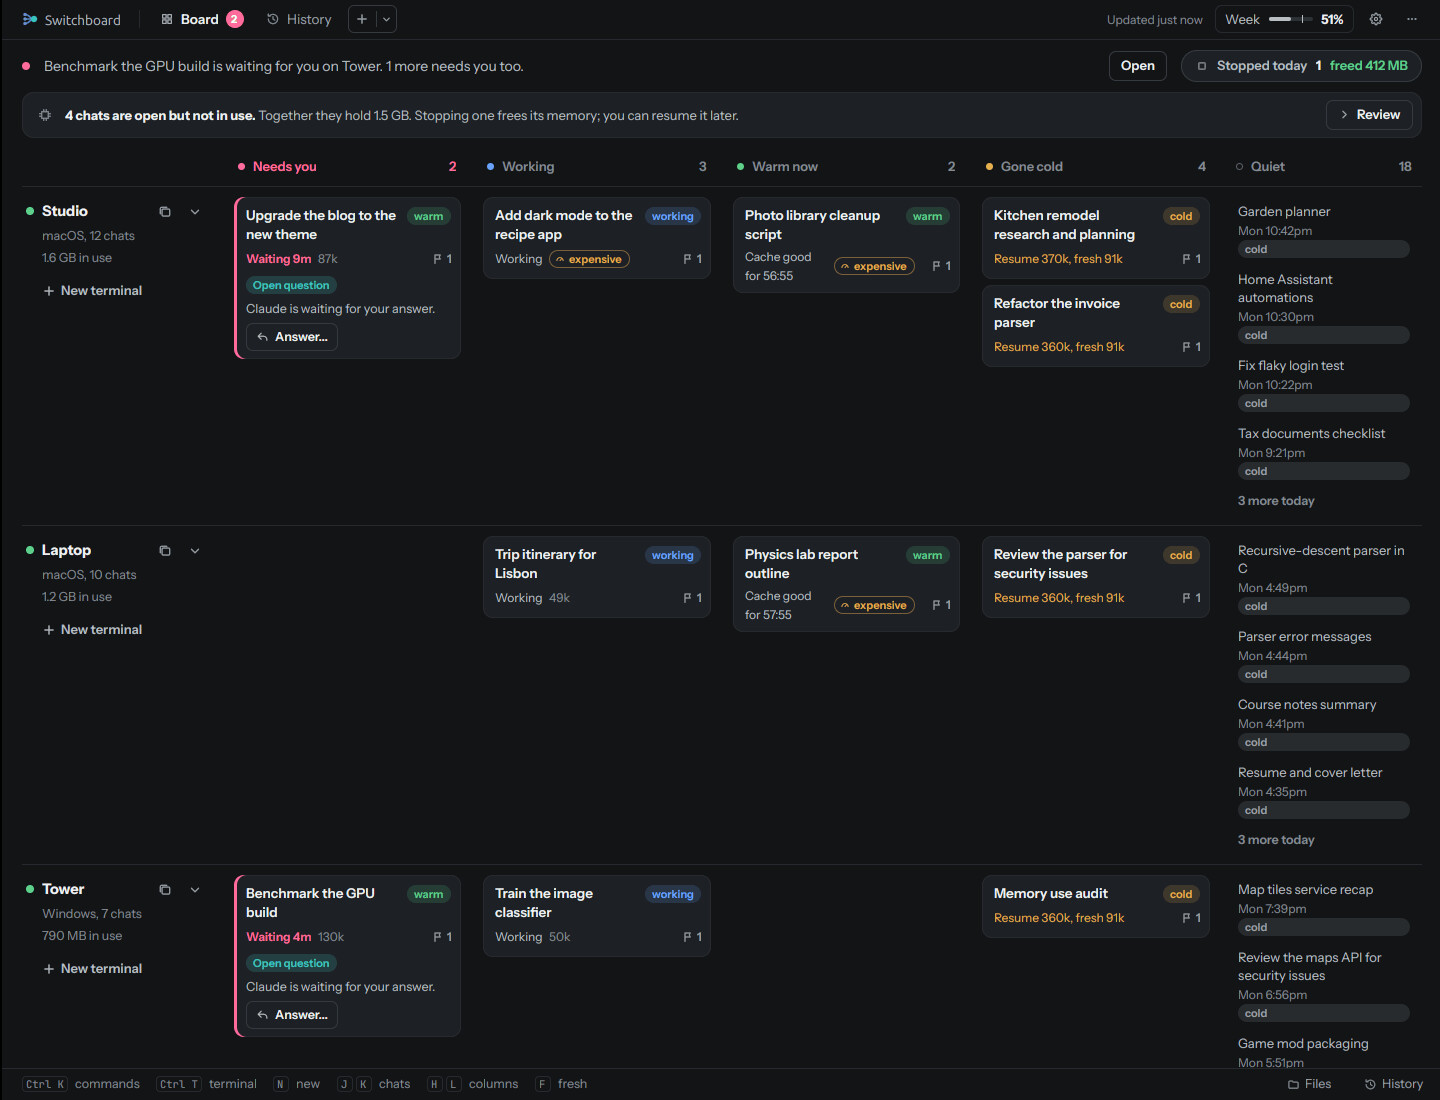 Switchboard
Board 2
History
Updated just now
Week 51%
Benchmark the GPU build is waiting for you on Tower. 1 more needs you too.
Open
Stopped today 1 freed 412 MB
4 chats are open but not in use. Together they hold 1.5 GB. Stopping one frees its memory; you can resume it later.
Review
Needs you 2
Working 3
Warm now 2
Gone cold 4
Quiet 18
Studio
macOS, 12 chats
1.6 GB in use
New terminal
Upgrade the blog to the
new theme
warm
Waiting 9m 87k
1
Open question
Claude is waiting for your answer.
Answer...
Add dark mode to the
recipe app
working
Working expensive 1
Photo library cleanup
script
warm
Cache good
for 56:55
expensive 1
Kitchen remodel
research and planning
cold
Resume 370k, fresh 91k 1
Refactor the invoice
parser
cold
Resume 360k, fresh 91k 1
Garden planner
Mon 10:42pm
cold
Home Assistant
automations
Mon 10:30pm
cold
Fix flaky login test
Mon 10:22pm
cold
Tax documents checklist
Mon 9:21pm
cold
3 more today
Laptop
macOS, 10 chats
1.2 GB in use
New terminal
Trip itinerary for
Lisbon
working
Working 49k 1
Physics lab report
outline
warm
Cache good
for 57:55
expensive 1
Review the parser for
security issues
cold
Resume 360k, fresh 91k 1
Recursive-descent parser in
C
Mon 4:49pm
cold
Parser error messages
Mon 4:44pm
cold
Course notes summary
Mon 4:41pm
cold
Resume and cover letter
Mon 4:35pm
cold
3 more today
Tower
Windows, 7 chats
790 MB in use
New terminal
Benchmark the GPU
build
warm
Waiting 4m 130k 1
Open question
Claude is waiting for your answer.
Answer...
Train the image
classifier
working
Working 50k 1
Memory use audit
cold
Resume 360k, fresh 91k 1
Map tiles service recap
Mon 7:39pm
cold
Review the maps API for
security issues
Mon 6:56pm
cold
Game mod packaging
Mon 5:51pm
Ctrl K commands Ctrl T terminal N new J K chats H L columns F fresh
Files
History